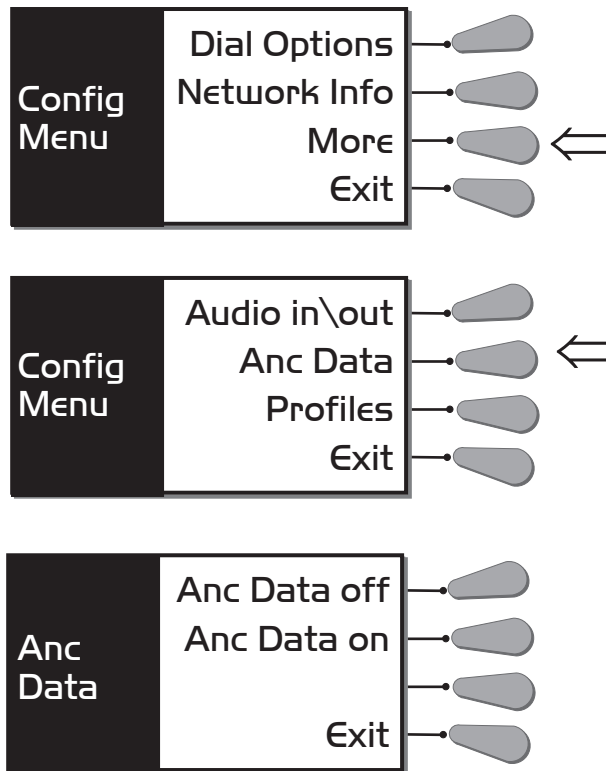 Config
Menu
Dial Options
Network Info
More
Exit
Config
Menu
Audio in\out
Anc Data
Profiles
Exit
Anc
Data
Anc Data off
Anc Data on
Exit